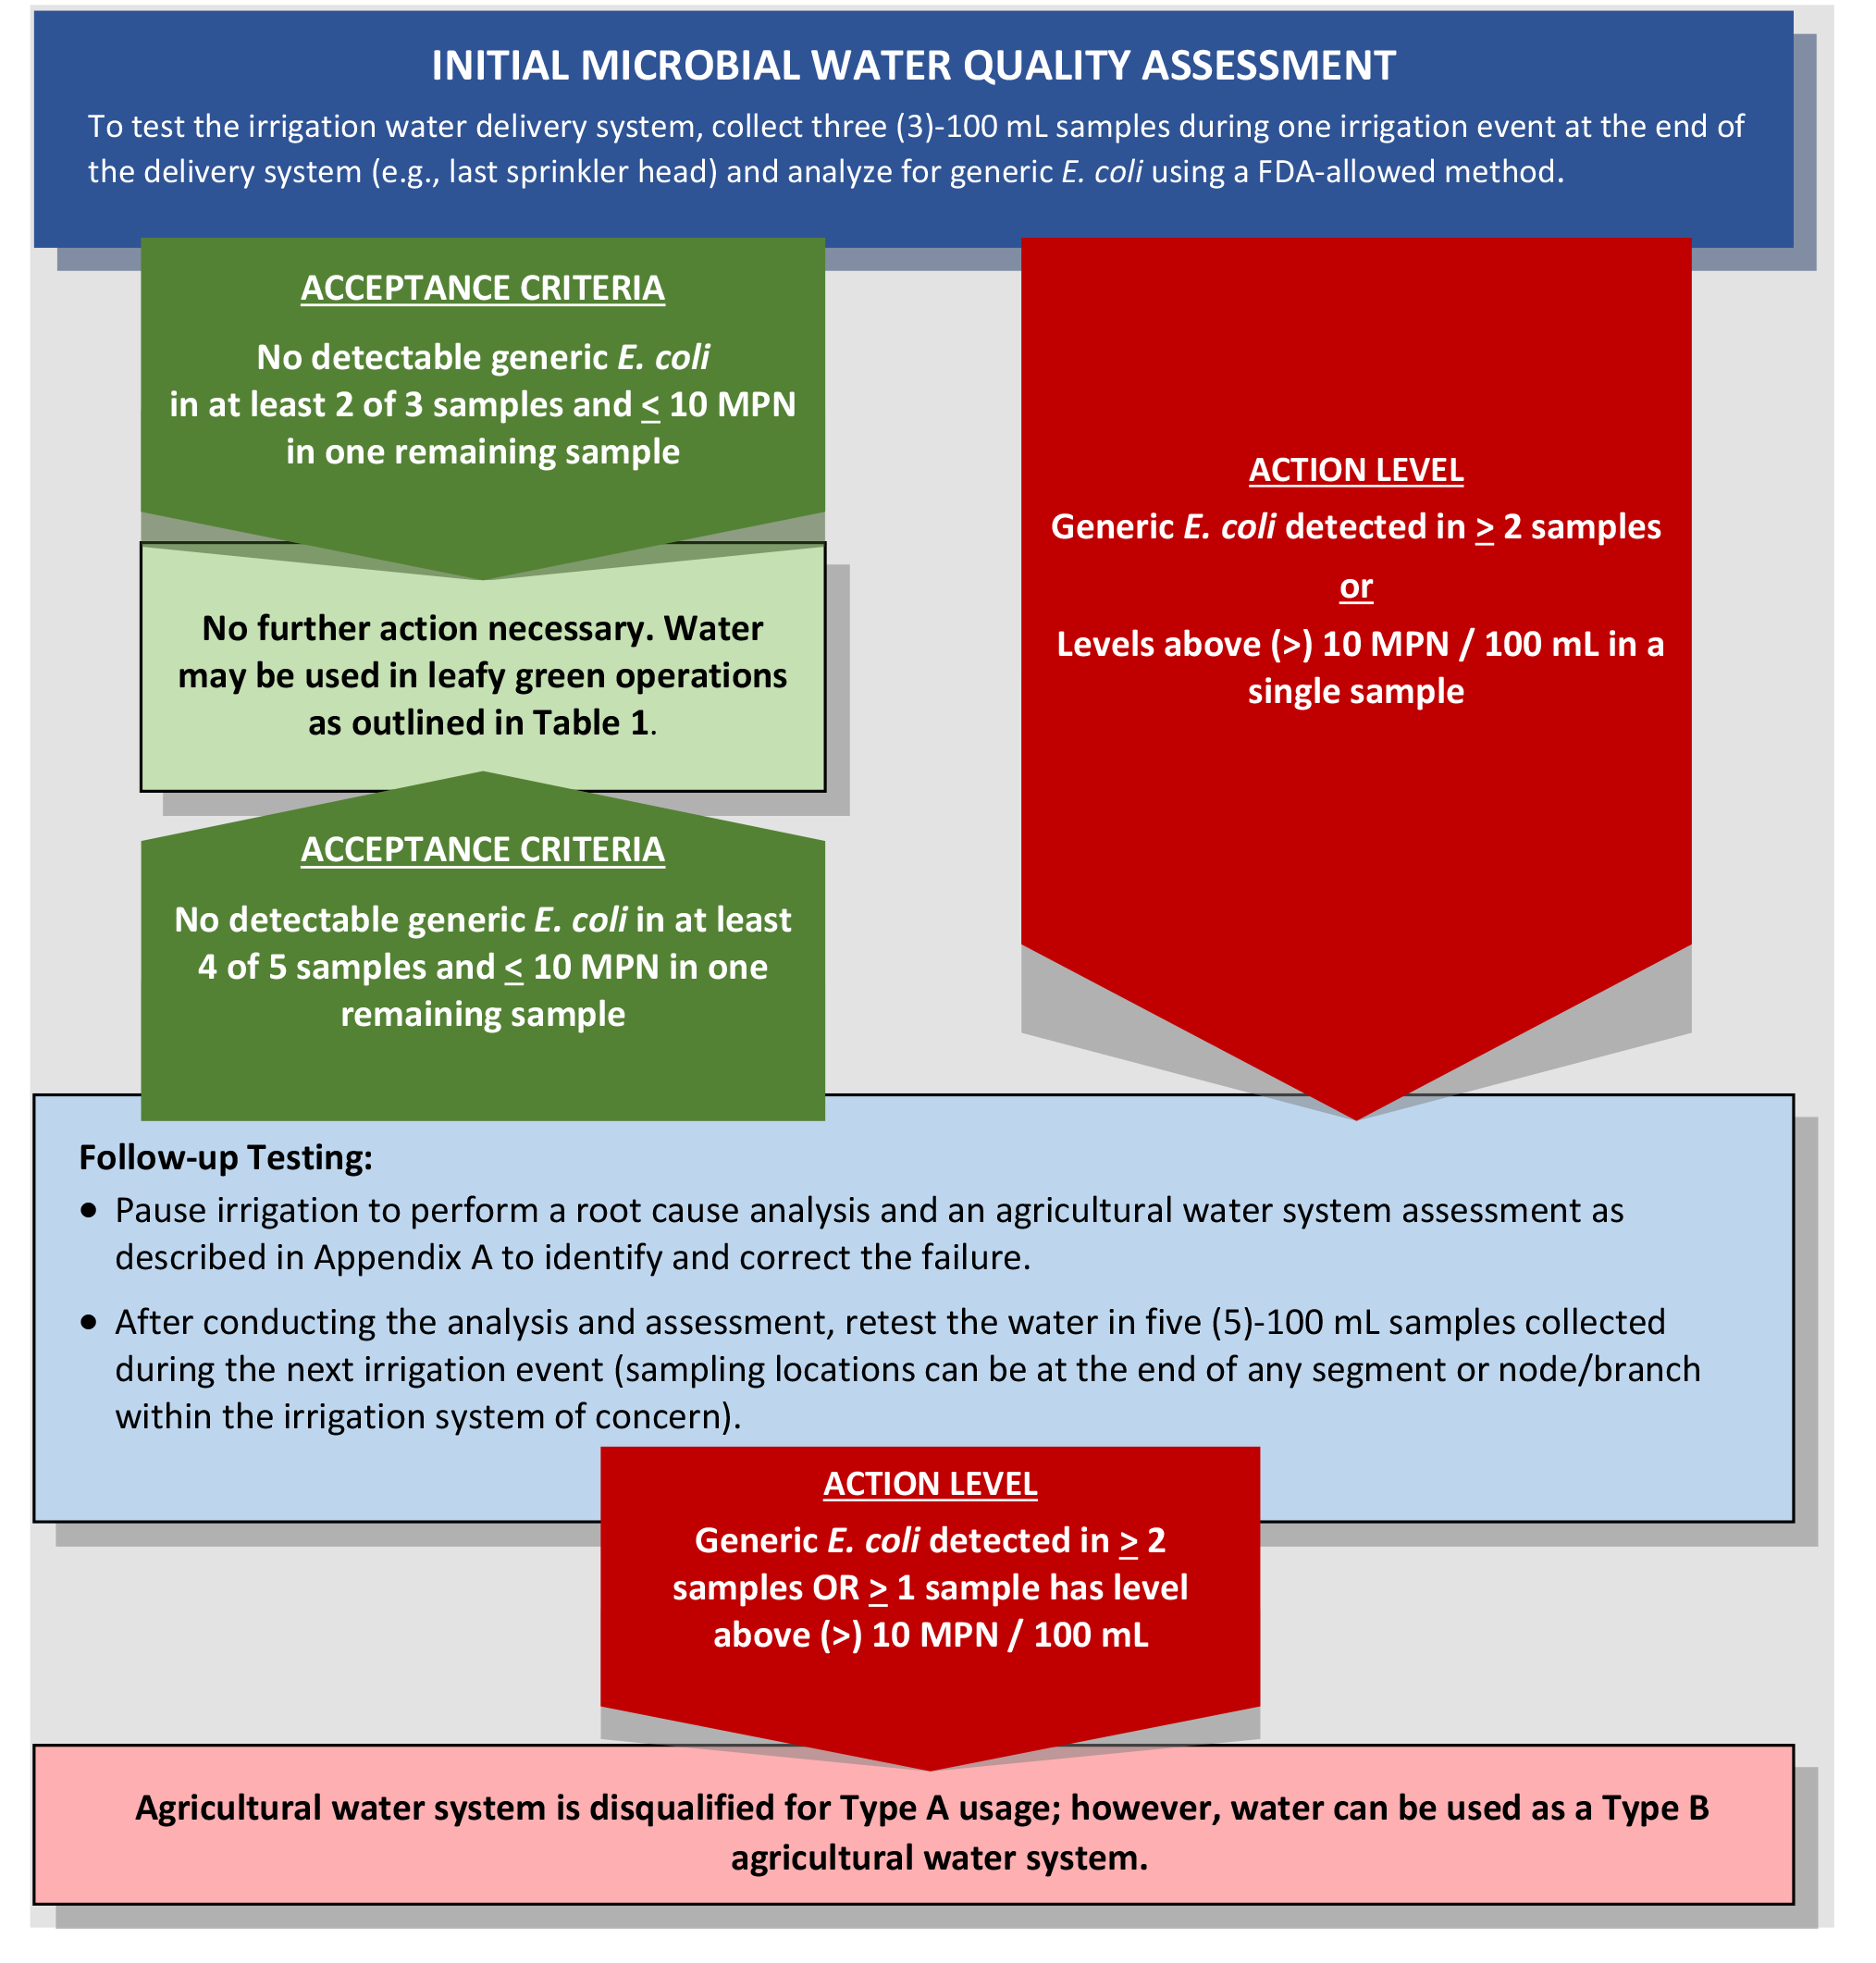 INITIAL MICROBIAL WATER QUALITY ASSESSMENT
To test the irrigation water delivery system, collect three (3)-100 mL samples during one irrigation event at the end of
the delivery system (e.g., last sprinkler head) and analyze for generic E. coli using a FDA-allowed method.
ACCEPTANCE CRITERIA
No detectable generic E. coli
in at least 2 of 3 samples and ≤ 10 MPN
in one remaining sample
No further action necessary. Water
may be used in leafy green operations
as outlined in Table 1.
ACCEPTANCE CRITERIA
No detectable generic E. coli in at least
4 of 5 samples and ≤ 10 MPN in one
remaining sample
ACTION LEVEL
Generic E. coli detected in ≥ 2 samples
or
Levels above (>) 10 MPN / 100 mL in a
single sample
Follow-up Testing:
• Pause irrigation to perform a root cause analysis and an agricultural water system assessment as
described in Appendix A to identify and correct the failure.
• After conducting the analysis and assessment, retest the water in five (5)-100 mL samples collected
during the next irrigation event (sampling locations can be at the end of any segment or node/branch
within the irrigation system of concern).
ACTION LEVEL
Generic E. coli detected in ≥ 2
samples OR ≥ 1 sample has level
above (>) 10 MPN / 100 mL
Agricultural water system is disqualified for Type A usage; however, water can be used as a Type B
agricultural water system.